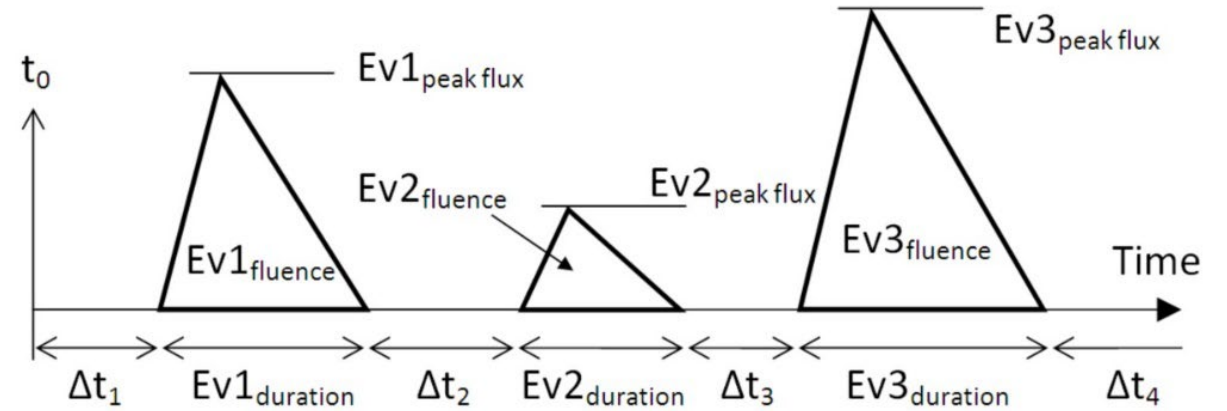 t₀
Ev1peak flux
Ev3peak flux
Ev2fluence
Ev2peak flux
Ev1fluence
Ev3fluence
Time
Δt₁
Ev1duration
Δt₂
Ev2duration
Δt₃
Ev3duration
Δt₄